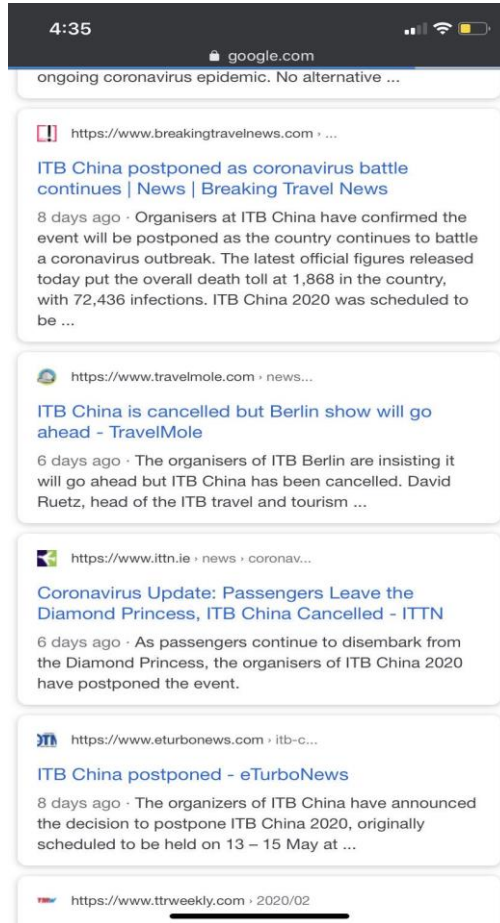 4:35
google.com
ongoing coronavirus epidemic. No alternative ...
https://www.breakingtravelnews.com › ...
ITB China postponed as coronavirus battle
continues | News | Breaking Travel News
8 days ago · Organisers at ITB China have confirmed the
event will be postponed as the country continues to battle
a coronavirus outbreak. The latest official figures released
today put the overall death toll at 1,868 in the country,
with 72,436 infections. ITB China 2020 was scheduled to
be ...
https://www.travelmole.com › news...
ITB China is cancelled but Berlin show will go
ahead - TravelMole
6 days ago · The organisers of ITB Berlin are insisting it
will go ahead but ITB China has been cancelled. David
Ruetz, head of the ITB travel and tourism ...
https://www.ittn.ie › news › coronav...
Coronavirus Update: Passengers Leave the
Diamond Princess, ITB China Cancelled - ITTN
6 days ago · As passengers continue to disembark from
the Diamond Princess, the organisers of ITB China 2020
have postponed the event.
https://www.eturbonews.com › itb-c...
ITB China postponed - eTurboNews
8 days ago · The organizers of ITB China have announced
the decision to postpone ITB China 2020, originally
scheduled to be held on 13 – 15 May at ...
https://www.ttrweekly.com › 2020/02